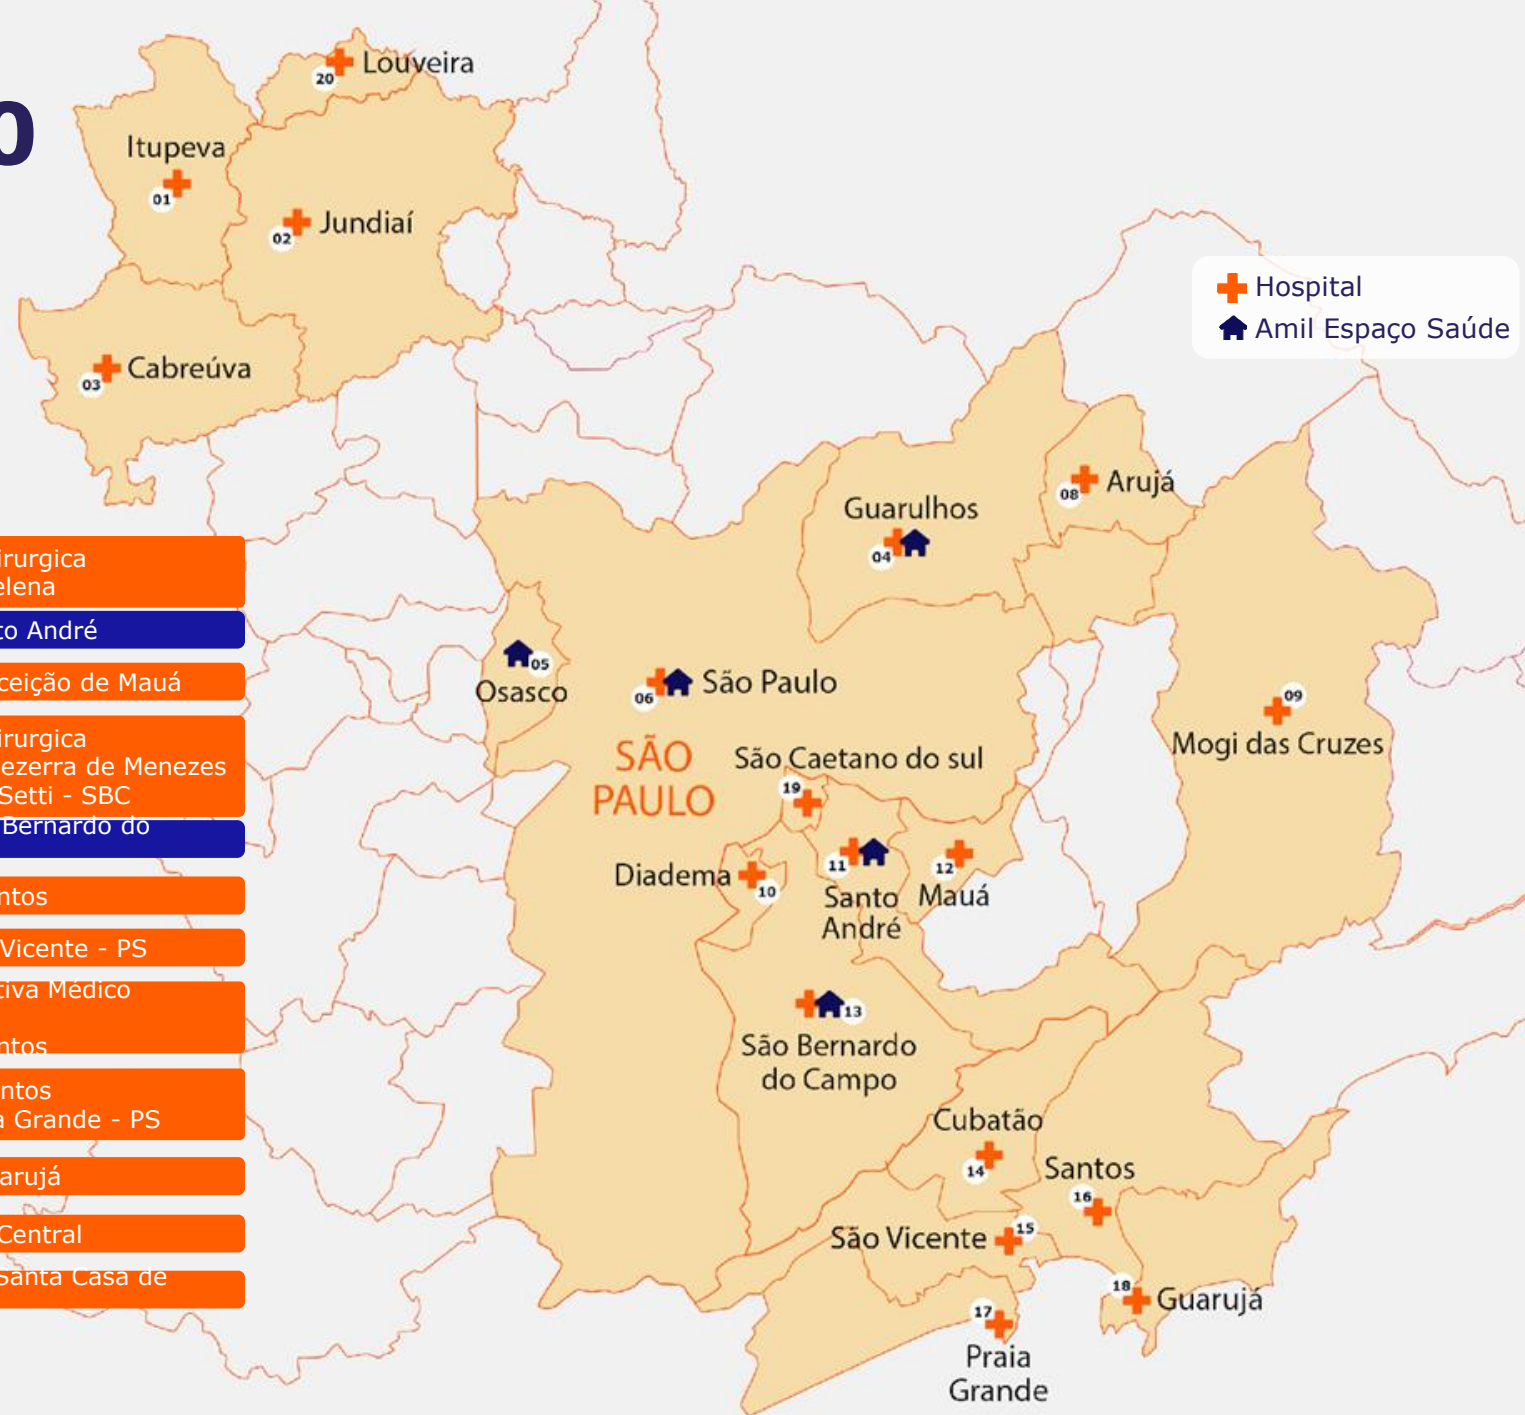 o
20 Louveira
Itupeva
01
02 Jundiaí
Hospital
Amil Espaço Saúde
03 Cabreúva
08 Arujá
Guarulhos
04
irurgica
elena
to André
ceição de Mauá
irurgica
ezerra de Menezes
Setti - SBC
Bernardo do
ntos
Vicente - PS
tiva Médico
ntos
ntos
a Grande - PS
arujá
Central
Santa Casa de
05
Osasco
06 São Paulo
SÃO
PAULO
09
Mogi das Cruzes
São Caetano do sul
19
Diadema 10
11
Santo
André
12
Mauá
13
São Bernardo
do Campo
Cubatão
14
Santos
16
São Vicente 15
18 Guarujá
17
Praia
Grande